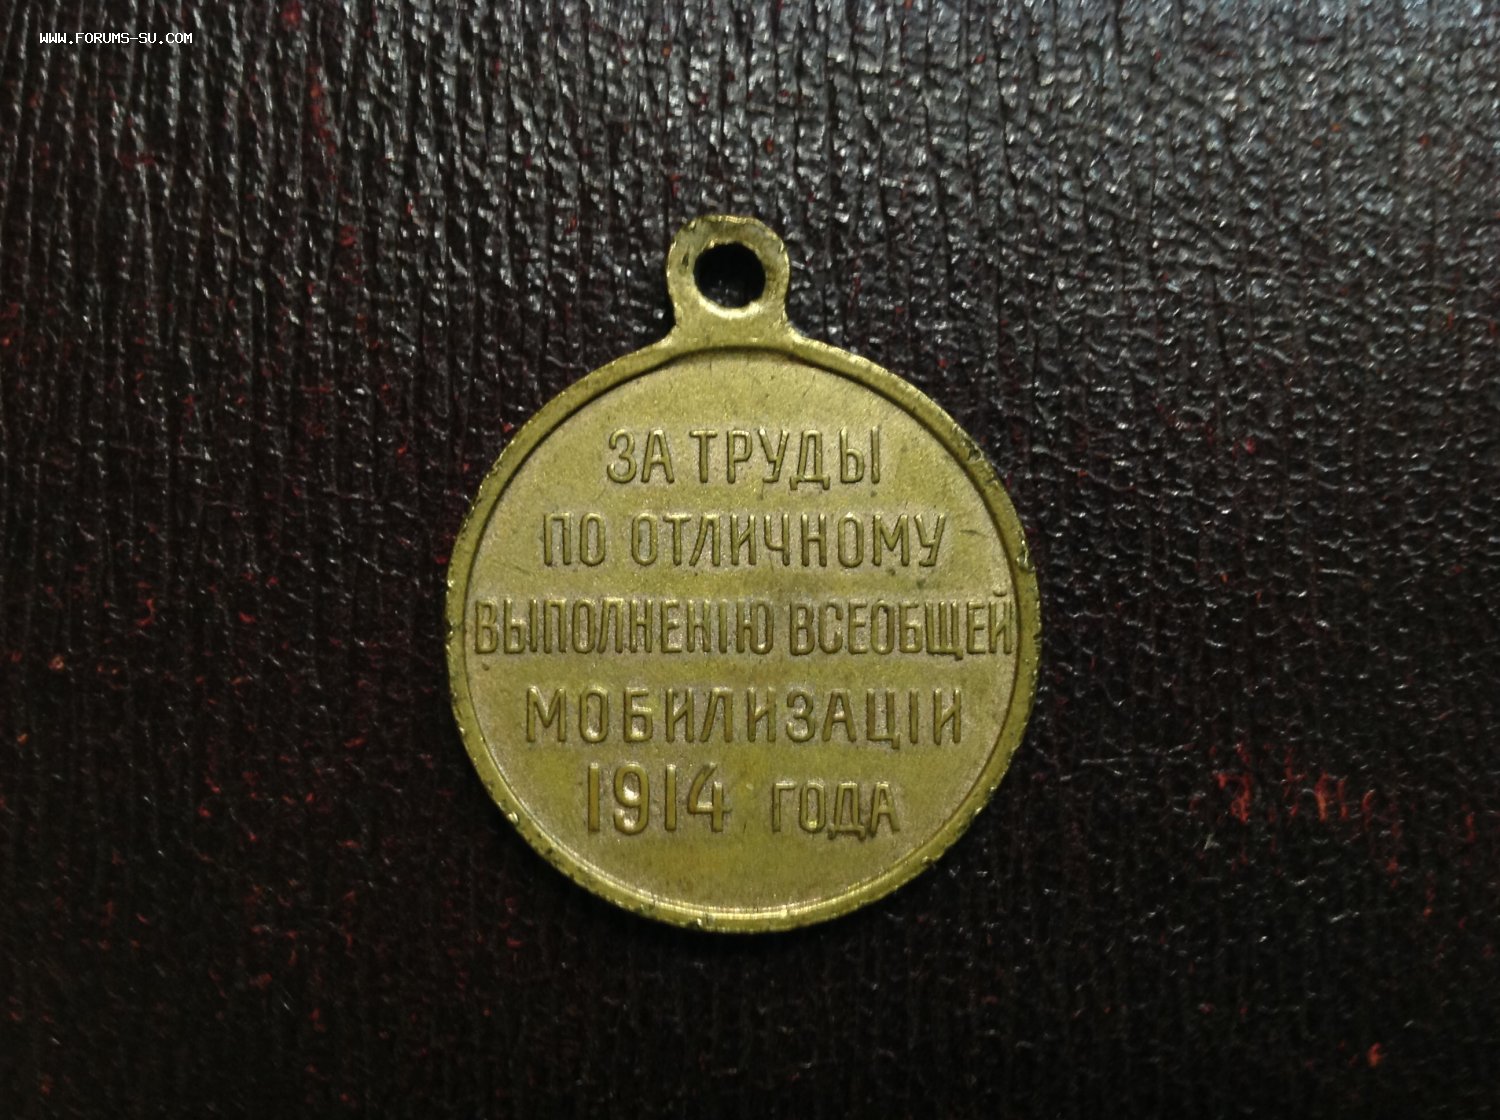 WWW.FORUMS-SU.COM
ЗА ТРУДЫ
ПО ОТЛИЧНОМУ
ВЫПОЛНЕНІЮ ВСЕОБЩЕЙ
МОБИЛИЗАЦІИ
1914 ГОДА